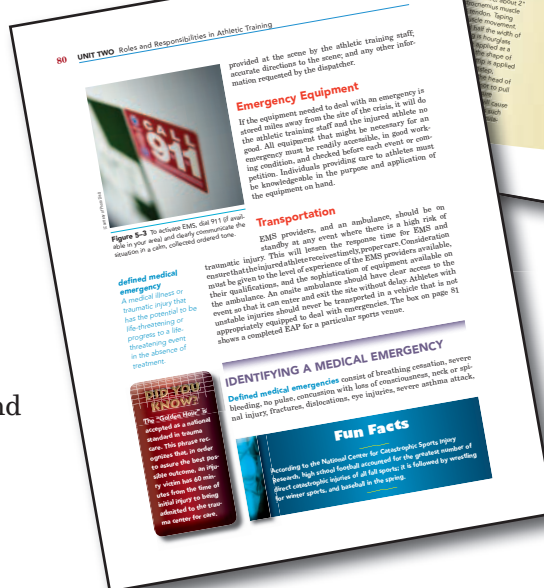 80 UNIT TWO Roles and Responsibilities in Athletic Training
CALL
911
Figure 5–3 To activate EMS, dial 911 (if avail-
able in your area) and clearly communicate the
situation in a calm, collected ordered tone.
provided at the scene by the athletic training staff;
accurate directions to the scene; and any other infor-
mation requested by the dispatcher.
Emergency Equipment
If the equipment needed to deal with an emergency is
stored miles away from the site of the crisis, it will do
the athletic training staff and the injured athlete no
good. All equipment that might be necessary for an
emergency must be readily accessible, in good work-
ing condition, and checked before each event or com-
petition. Individuals providing care to athletes must
be knowledgeable in the purpose and application of
the equipment on hand.
Transportation
EMS providers, and an ambulance, should be on
standby at any event where there is a high risk of
traumatic injury. This will lessen the response time for EMS and
ensure that the injured athlete receives timely, proper care. Consideration
must be given to the level of experience of the EMS providers available,
their qualifications, and the sophistication of equipment available on
the ambulance. An onsite ambulance should have clear access to the
event so that it can enter and exit the site without delay. Athletes with
unstable injuries should never be transported in a vehicle that is not
appropriately equipped to deal with emergencies. The box on page 81
shows a completed EAP for a particular sports venue.
defined medical
emergency
A medical illness or
traumatic injury that
has the potential to be
life-threatening or
progress to a life-
threatening event
in the absence of
treatment.
IDENTIFYING A MEDICAL EMERGENCY
Defined medical emergencies consist of breathing cessation, severe
bleeding, no pulse, concussion with loss of consciousness, neck or spi-
nal injury, fractures, dislocations, eye injuries, severe asthma attack,
DID YOU
KNOW?
The "Golden Hour" is
accepted as a national
standard in trauma
care. This phrase rec-
ognizes that, in order
to assure the best pos-
sible outcome, an inju-
ry victim has 60 min-
utes from the time of
initial injury to being
admitted to the trau-
ma center for care.
Fun Facts
According to the National Center for Catastrophic Sports Injury
Research, high school football accounted for the greatest number of
direct catastrophic injuries of all fall sports; it is followed by wrestling
for winter sports, and baseball in the spring.